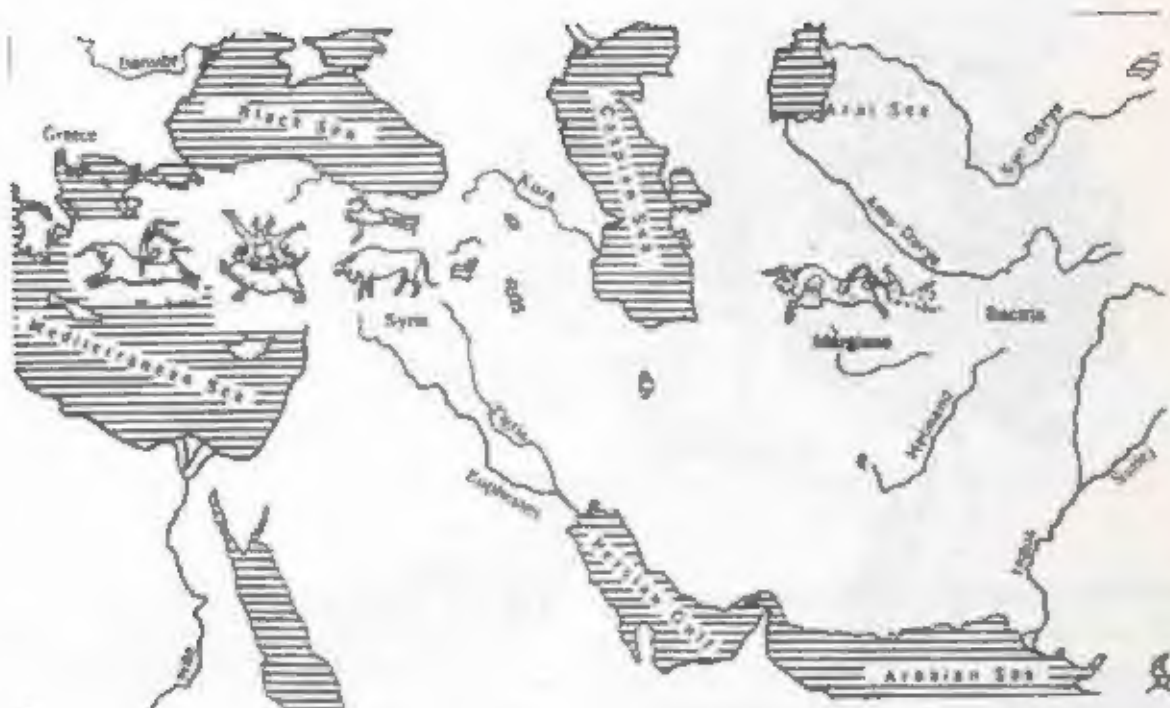 Danube
Black Sea
Greece
Caspian Sea
Aral Sea
Syr Darya
Kura
Amu Darya
Syria
Margiana
Bactria
Mediterranean Sea
Tigris
Euphrates
Helmand
Sutlej
Indus
Persian Gulf
Arabian Sea